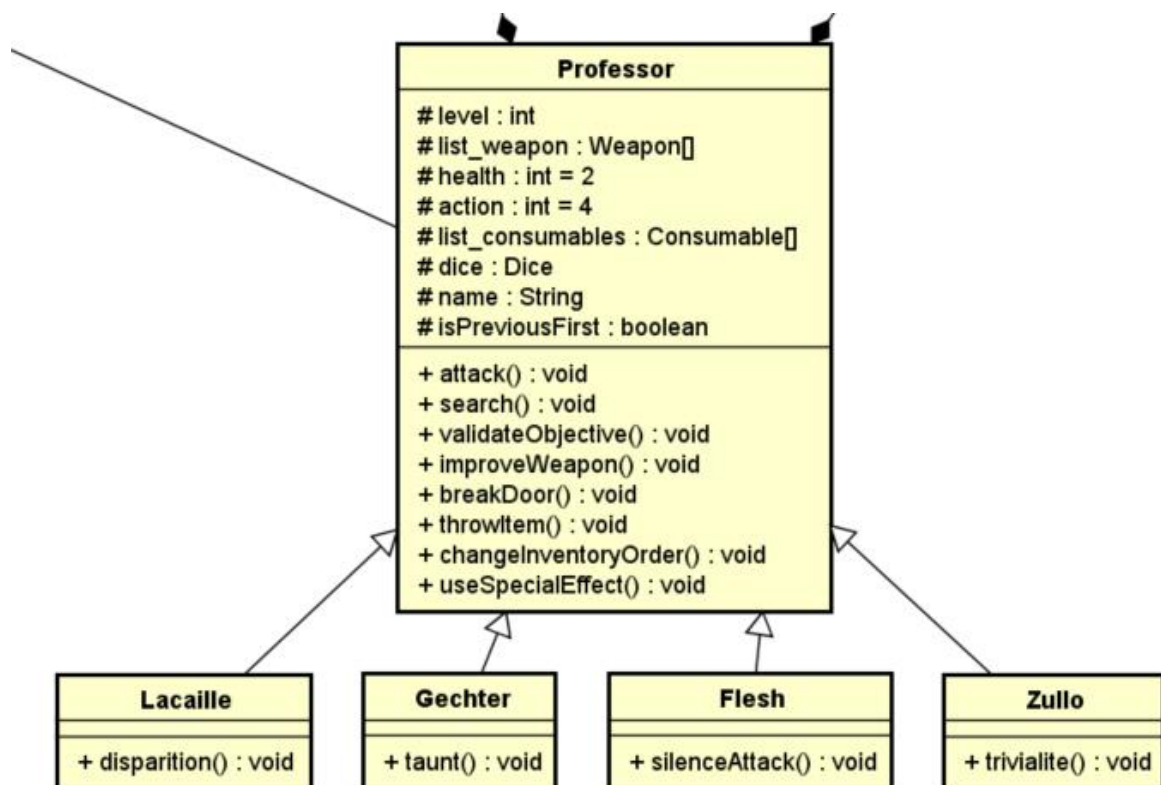 Professor
# level : int
# list_weapon : Weapon[]
# health : int = 2
# action : int = 4
# list_consumables : Consumable[]
# dice : Dice
# name : String
# isPreviousFirst : boolean
+ attack() : void
+ search() : void
+ validateObjective() : void
+ improveWeapon() : void
+ breakDoor() : void
+ throwItem() : void
+ changeInventoryOrder() : void
+ useSpecialEffect() : void
Lacaille
+ disparition() : void
Gechter
+ taunt() : void
Flesh
+ silenceAttack() : void
Zullo
+ trivialite() : void